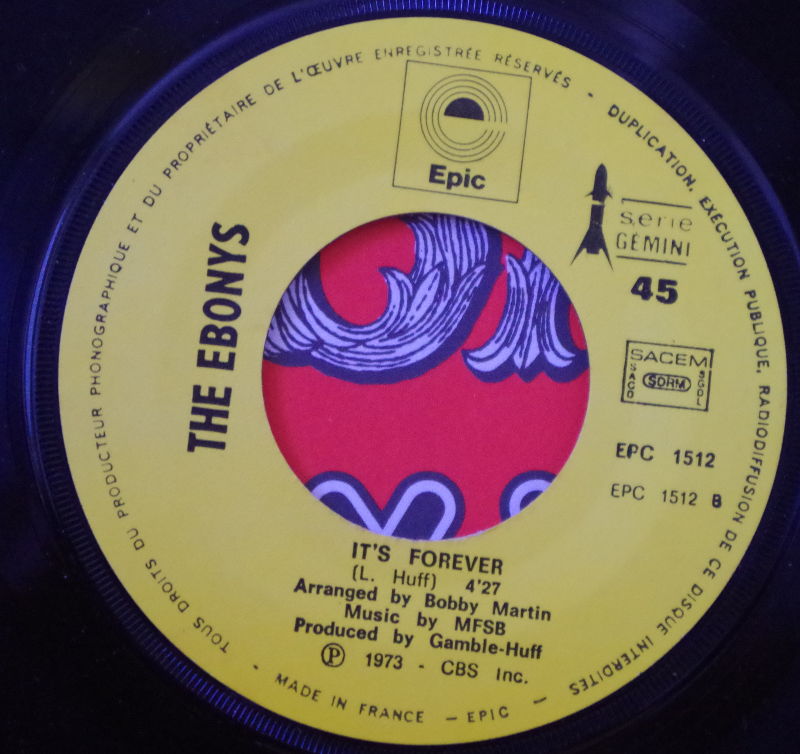 TOUS DROITS DU PRODUCTEUR PHONOGRAPHIQUE ET DU PROPRIÉTAIRE DE L'ŒUVRE ENREGISTRÉE RÉSERVÉS - DUPLICATION, EXÉCUTION PUBLIQUE, RADIODIFFUSION DE CE DISQUE INTERDITES
Epic
serie
GÉMINI
45
THE EBONYS
SACEM
SACD
SDRM
SGDL
EPC 1512
EPC 1512 B
IT'S FOREVER
(L. Huff) 4'27
Arranged by Bobby Martin
Music by MFSB
Produced by Gamble-Huff
Ⓟ 1973 - CBS Inc.
- MADE IN FRANCE - EPIC -